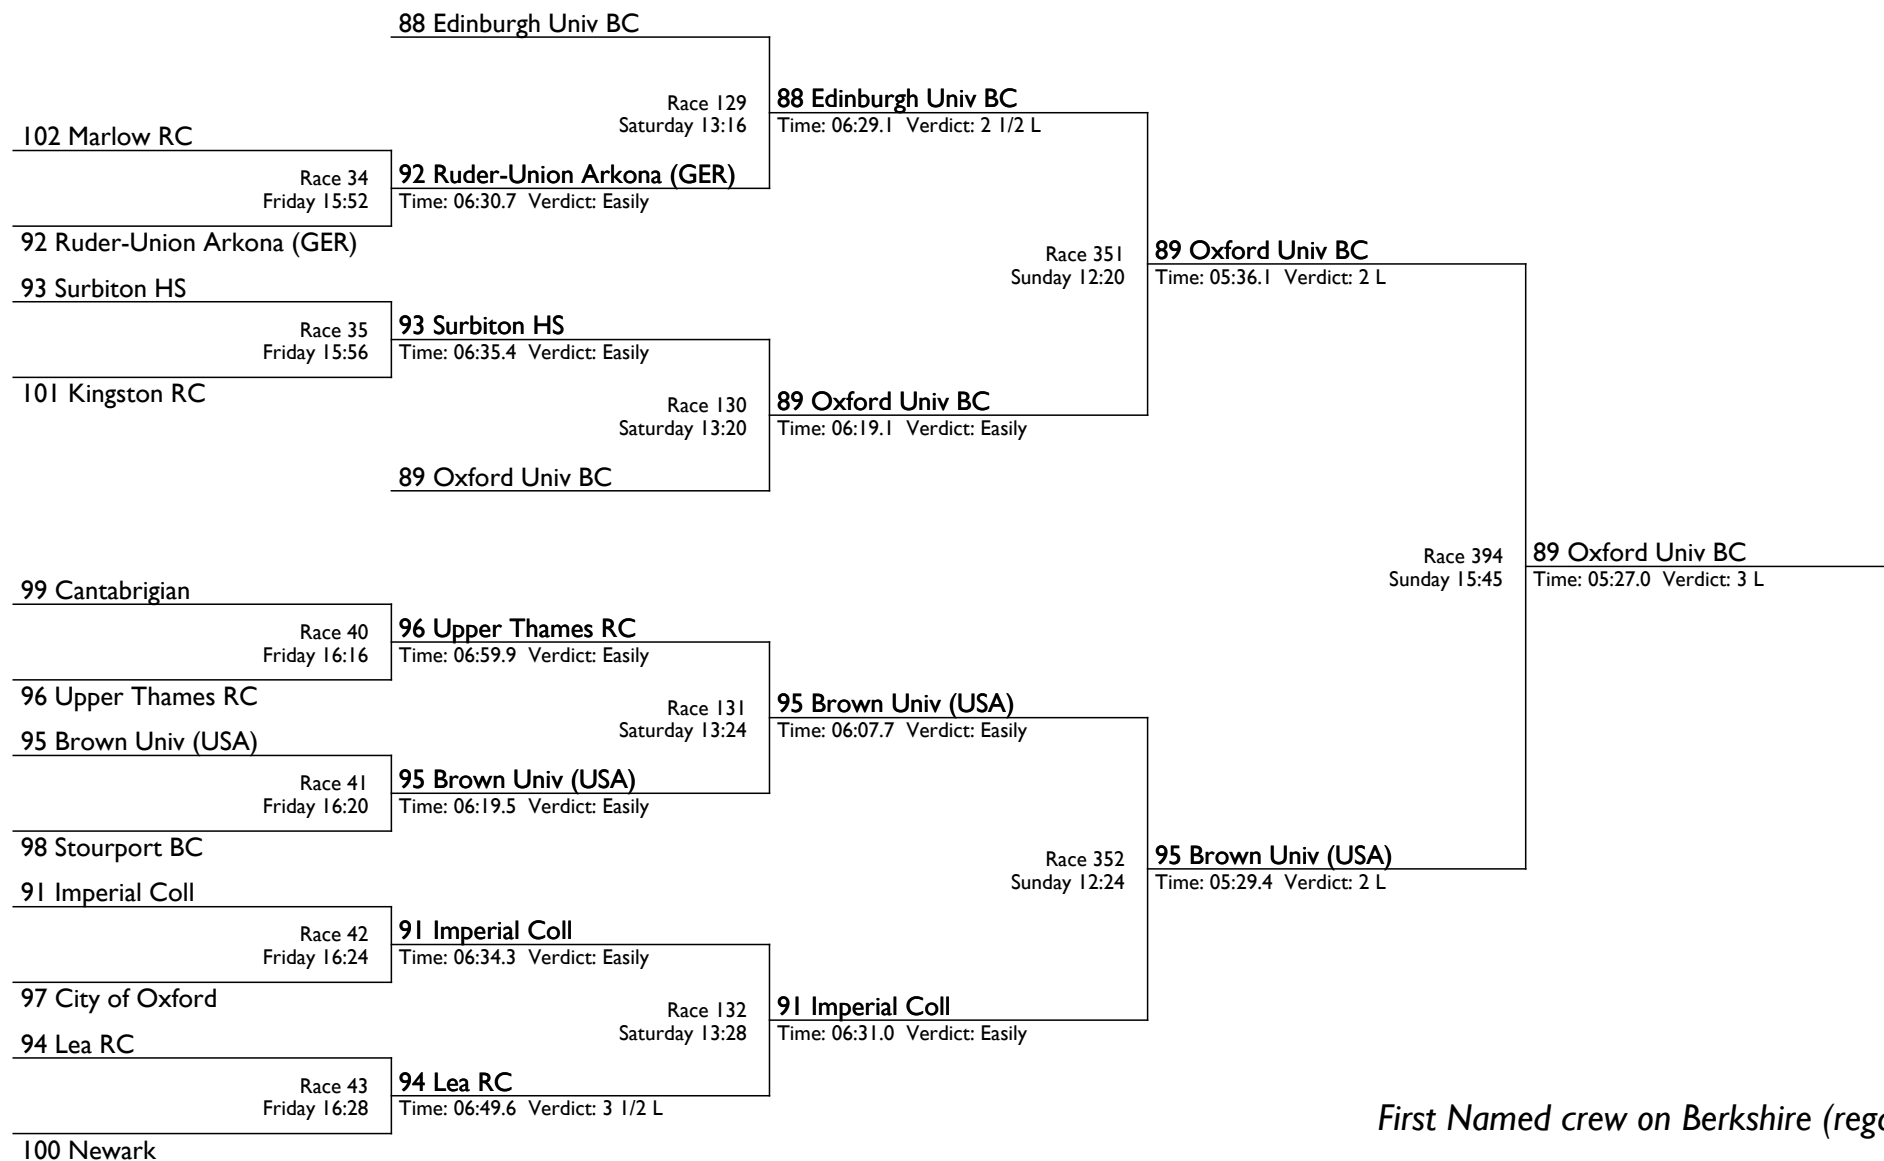 88 Edinburgh Univ BC
Race 129
Saturday 13:16
88 Edinburgh Univ BC
Time: 06:29.1 Verdict: 2 1/2 L
102 Marlow RC
Race 34
Friday 15:52
92 Ruder-Union Arkona (GER)
Time: 06:30.7 Verdict: Easily
92 Ruder-Union Arkona (GER)
Race 351
Sunday 12:20
89 Oxford Univ BC
Time: 05:36.1 Verdict: 2 L
93 Surbiton HS
Race 35
Friday 15:56
93 Surbiton HS
Time: 06:35.4 Verdict: Easily
101 Kingston RC
Race 130
Saturday 13:20
89 Oxford Univ BC
Time: 06:19.1 Verdict: Easily
89 Oxford Univ BC
Race 394
Sunday 15:45
89 Oxford Univ BC
Time: 05:27.0 Verdict: 3 L
99 Cantabrigian
Race 40
Friday 16:16
96 Upper Thames RC
Time: 06:59.9 Verdict: Easily
96 Upper Thames RC
Race 131
Saturday 13:24
95 Brown Univ (USA)
Time: 06:07.7 Verdict: Easily
95 Brown Univ (USA)
Race 41
Friday 16:20
95 Brown Univ (USA)
Time: 06:19.5 Verdict: Easily
98 Stourport BC
Race 352
Sunday 12:24
95 Brown Univ (USA)
Time: 05:29.4 Verdict: 2 L
91 Imperial Coll
Race 42
Friday 16:24
91 Imperial Coll
Time: 06:34.3 Verdict: Easily
97 City of Oxford
Race 132
Saturday 13:28
91 Imperial Coll
Time: 06:31.0 Verdict: Easily
94 Lea RC
Race 43
Friday 16:28
94 Lea RC
Time: 06:49.6 Verdict: 3 1/2 L
100 Newark
First Named crew on Berkshire